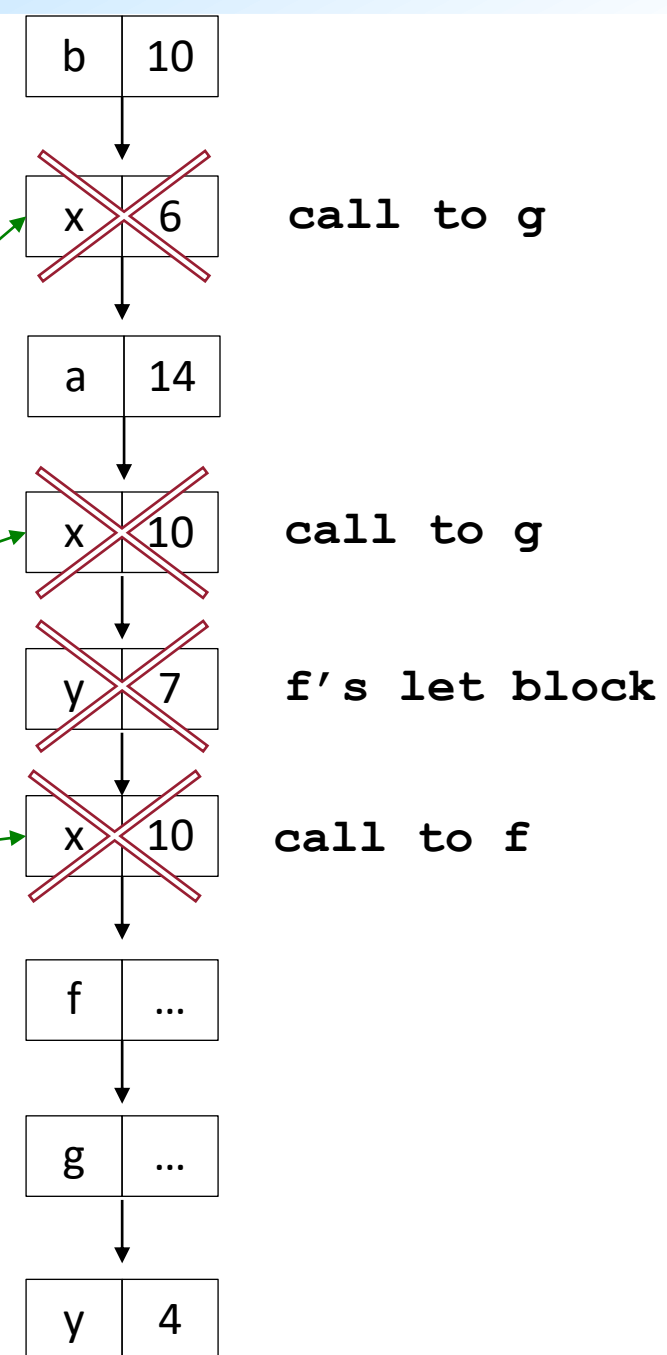 b 10
x 6 call to g
a 14
x 10 call to g
y 7 f’s let block
x 10 call to f
f …
g …
y 4